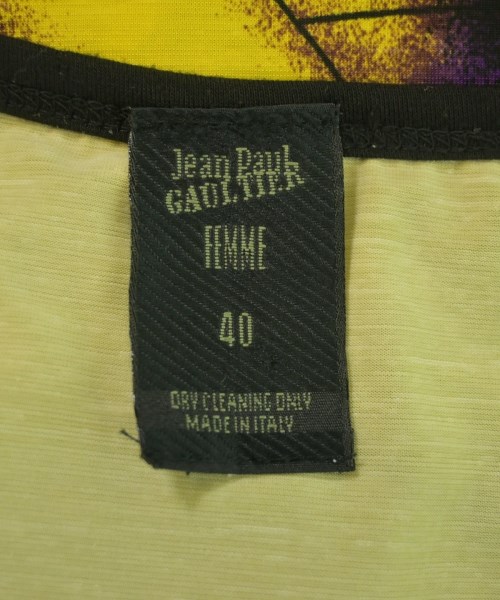 Jean Paul
GAULTIER
FEMME
40
DRY CLEANING ONLY
MADE IN ITALY